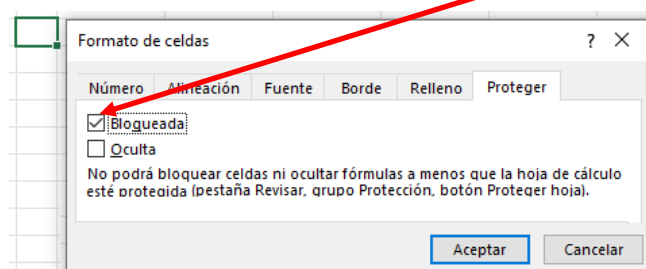 Formato de celdas ? ×
Número Alineación Fuente Borde Relleno Proteger
Bloqueada
Oculta
No podrá bloquear celdas ni ocultar fórmulas a menos que la hoja de cálculo
esté protegida (pestaña Revisar, grupo Protección, botón Proteger hoja).
Aceptar Cancelar